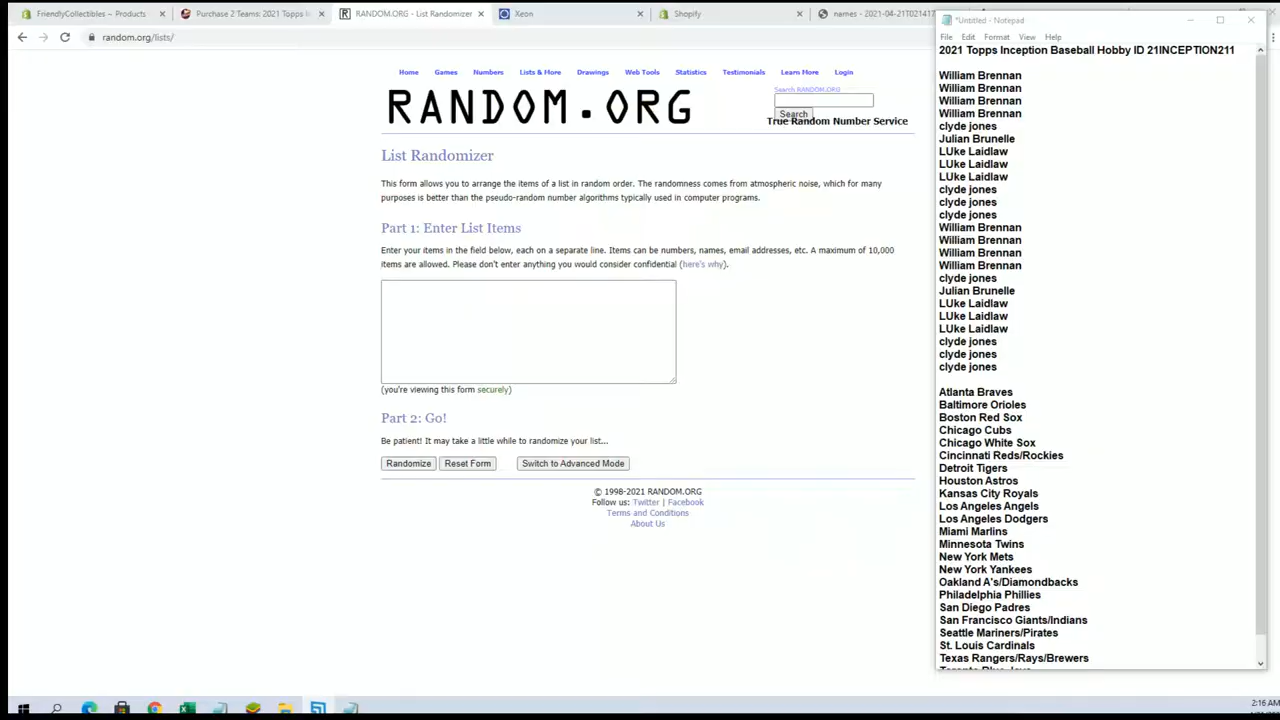 FriendlyCollectibles – Products
Purchase 2 Teams: 2021 Topps I
RANDOM.ORG - List Randomizer
Xeon
Shopify
names - 2021-04-21T021417
random.org/lists/
Home Games Numbers Lists & More Drawings Web Tools Statistics Testimonials Learn More Login
RANDOM.ORG
Search RANDOM.ORG
Search
True Random Number Service
List Randomizer
This form allows you to arrange the items of a list in random order. The randomness comes from atmospheric noise, which for many
purposes is better than the pseudo-random number algorithms typically used in computer programs.
Part 1: Enter List Items
Enter your items in the field below, each on a separate line. Items can be numbers, names, email addresses, etc. A maximum of 10,000
items are allowed. Please don't enter anything you would consider confidential (here's why).
(you're viewing this form securely)
Part 2: Go!
Be patient! It may take a little while to randomize your list...
Randomize Reset Form Switch to Advanced Mode
© 1998-2021 RANDOM.ORG
Follow us: Twitter | Facebook
Terms and Conditions
About Us
*Untitled - Notepad
File Edit Format View Help
2021 Topps Inception Baseball Hobby ID 21INCEPTION211
William Brennan
William Brennan
William Brennan
William Brennan
clyde jones
Julian Brunelle
LUke Laidlaw
LUke Laidlaw
LUke Laidlaw
clyde jones
clyde jones
clyde jones
William Brennan
William Brennan
William Brennan
William Brennan
clyde jones
Julian Brunelle
LUke Laidlaw
LUke Laidlaw
LUke Laidlaw
clyde jones
clyde jones
clyde jones
Atlanta Braves
Baltimore Orioles
Boston Red Sox
Chicago Cubs
Chicago White Sox
Cincinnati Reds/Rockies
Detroit Tigers
Houston Astros
Kansas City Royals
Los Angeles Angels
Los Angeles Dodgers
Miami Marlins
Minnesota Twins
New York Mets
New York Yankees
Oakland A's/Diamondbacks
Philadelphia Phillies
San Diego Padres
San Francisco Giants/Indians
Seattle Mariners/Pirates
St. Louis Cardinals
Texas Rangers/Rays/Brewers
2:16 AM